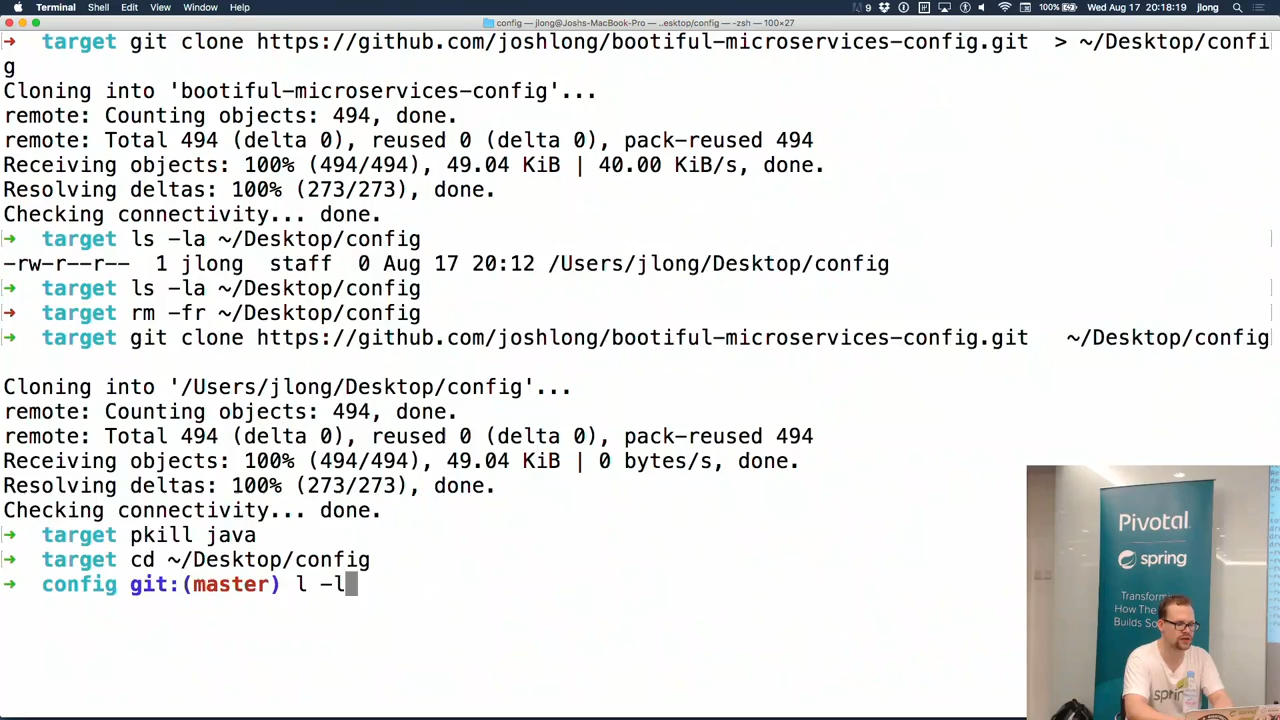 Terminal Shell Edit View Window Help 9 100% Wed Aug 17 20:18:19 jlong
config — jlong@Joshs-MacBook-Pro — ..esktop/config — -zsh — 100×27
➜ target git clone https://github.com/joshlong/bootiful-microservices-config.git > ~/Desktop/confi
g
Cloning into 'bootiful-microservices-config'...
remote: Counting objects: 494, done.
remote: Total 494 (delta 0), reused 0 (delta 0), pack-reused 494
Receiving objects: 100% (494/494), 49.04 KiB | 40.00 KiB/s, done.
Resolving deltas: 100% (273/273), done.
Checking connectivity... done.
➜ target ls -la ~/Desktop/config
-rw-r--r-- 1 jlong staff 0 Aug 17 20:12 /Users/jlong/Desktop/config
➜ target ls -la ~/Desktop/config
➜ target rm -fr ~/Desktop/config
➜ target git clone https://github.com/joshlong/bootiful-microservices-config.git ~/Desktop/config
Cloning into '/Users/jlong/Desktop/config'...
remote: Counting objects: 494, done.
remote: Total 494 (delta 0), reused 0 (delta 0), pack-reused 494
Receiving objects: 100% (494/494), 49.04 KiB | 0 bytes/s, done.
Resolving deltas: 100% (273/273), done.
Checking connectivity... done.
➜ target pkill java
➜ target cd ~/Desktop/config
➜ config git:(master) l -l
Pivotal
spring
Transform
How The
Builds So
spring